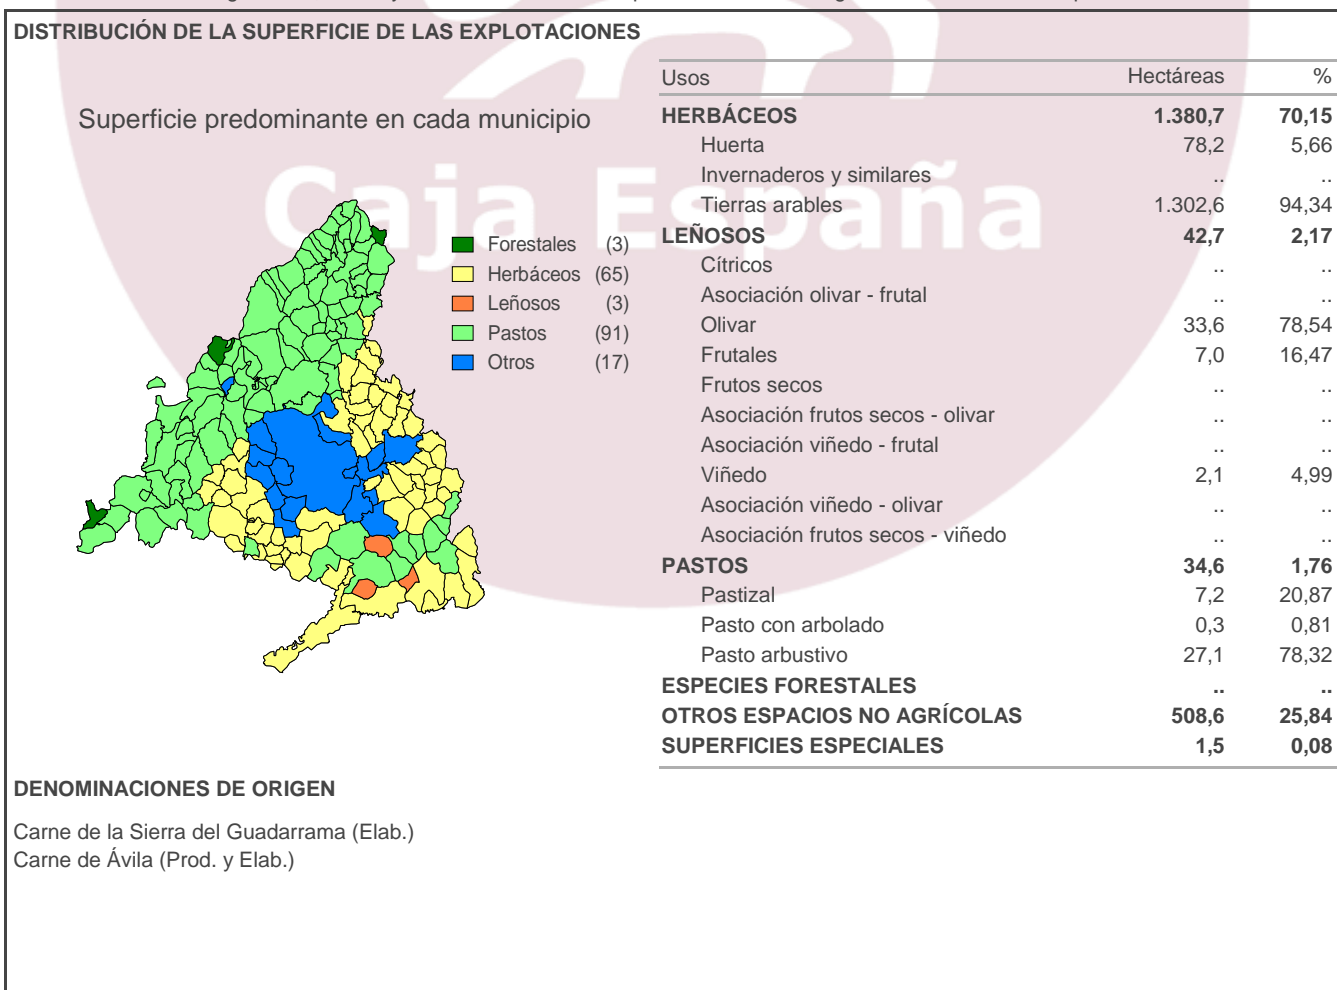 DISTRIBUCIÓN DE LA SUPERFICIE DE LAS EXPLOTACIONES
Superficie predominante en cada municipio
Forestales (3)
Herbáceos (65)
Leñosos (3)
Pastos (91)
Otros (17)
Usos Hectáreas %
HERBÁCEOS 1.380,7 70,15
Huerta 78,2 5,66
Invernaderos y similares .. ..
Tierras arables 1.302,6 94,34
LEÑOSOS 42,7 2,17
Cítricos .. ..
Asociación olivar - frutal .. ..
Olivar 33,6 78,54
Frutales 7,0 16,47
Frutos secos .. ..
Asociación frutos secos - olivar .. ..
Asociación viñedo - frutal .. ..
Viñedo 2,1 4,99
Asociación viñedo - olivar .. ..
Asociación frutos secos - viñedo .. ..
PASTOS 34,6 1,76
Pastizal 7,2 20,87
Pasto con arbolado 0,3 0,81
Pasto arbustivo 27,1 78,32
ESPECIES FORESTALES .. ..
OTROS ESPACIOS NO AGRÍCOLAS 508,6 25,84
SUPERFICIES ESPECIALES 1,5 0,08
Caja España
DENOMINACIONES DE ORIGEN
Carne de la Sierra del Guadarrama (Elab.)
Carne de Ávila (Prod. y Elab.)